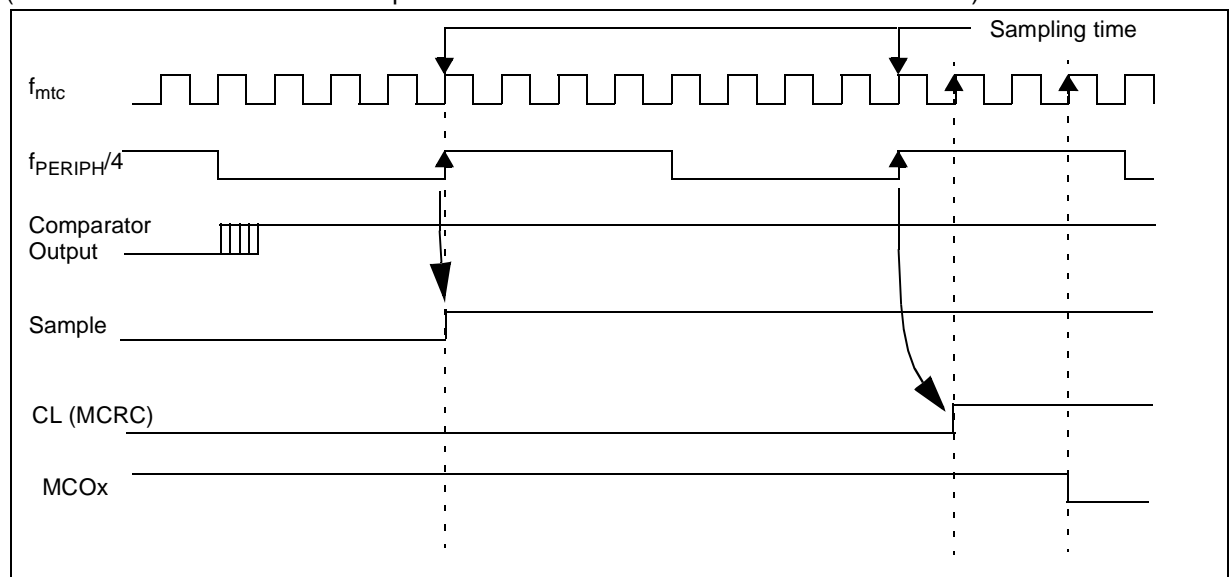 Sampling time
fmtc
fPERIPH/4
Comparator
Output
Sample
CL (MCRC)
MCOx